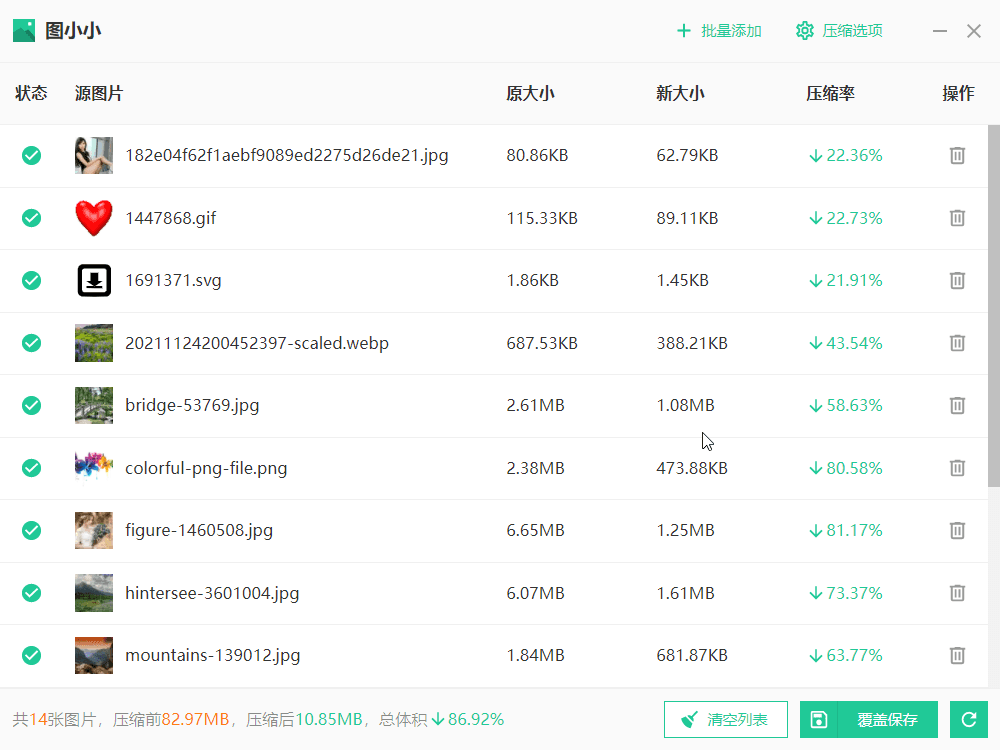 图小小
批量添加
压缩选项
状态 源图片 原大小 新大小 压缩率 操作
182e04f62f1aebf9089ed2275d26de21.jpg 80.86KB 62.79KB 22.36%
1447868.gif 115.33KB 89.11KB 22.73%
1691371.svg 1.86KB 1.45KB 21.91%
20211124200452397-scaled.webp 687.53KB 388.21KB 43.54%
bridge-53769.jpg 2.61MB 1.08MB 58.63%
colorful-png-file.png 2.38MB 473.88KB 80.58%
figure-1460508.jpg 6.65MB 1.25MB 81.17%
hintersee-3601004.jpg 6.07MB 1.61MB 73.37%
mountains-139012.jpg 1.84MB 681.87KB 63.77%
共14张图片，压缩前82.97MB，压缩后10.85MB，总体积↓86.92%
清空列表
覆盖保存